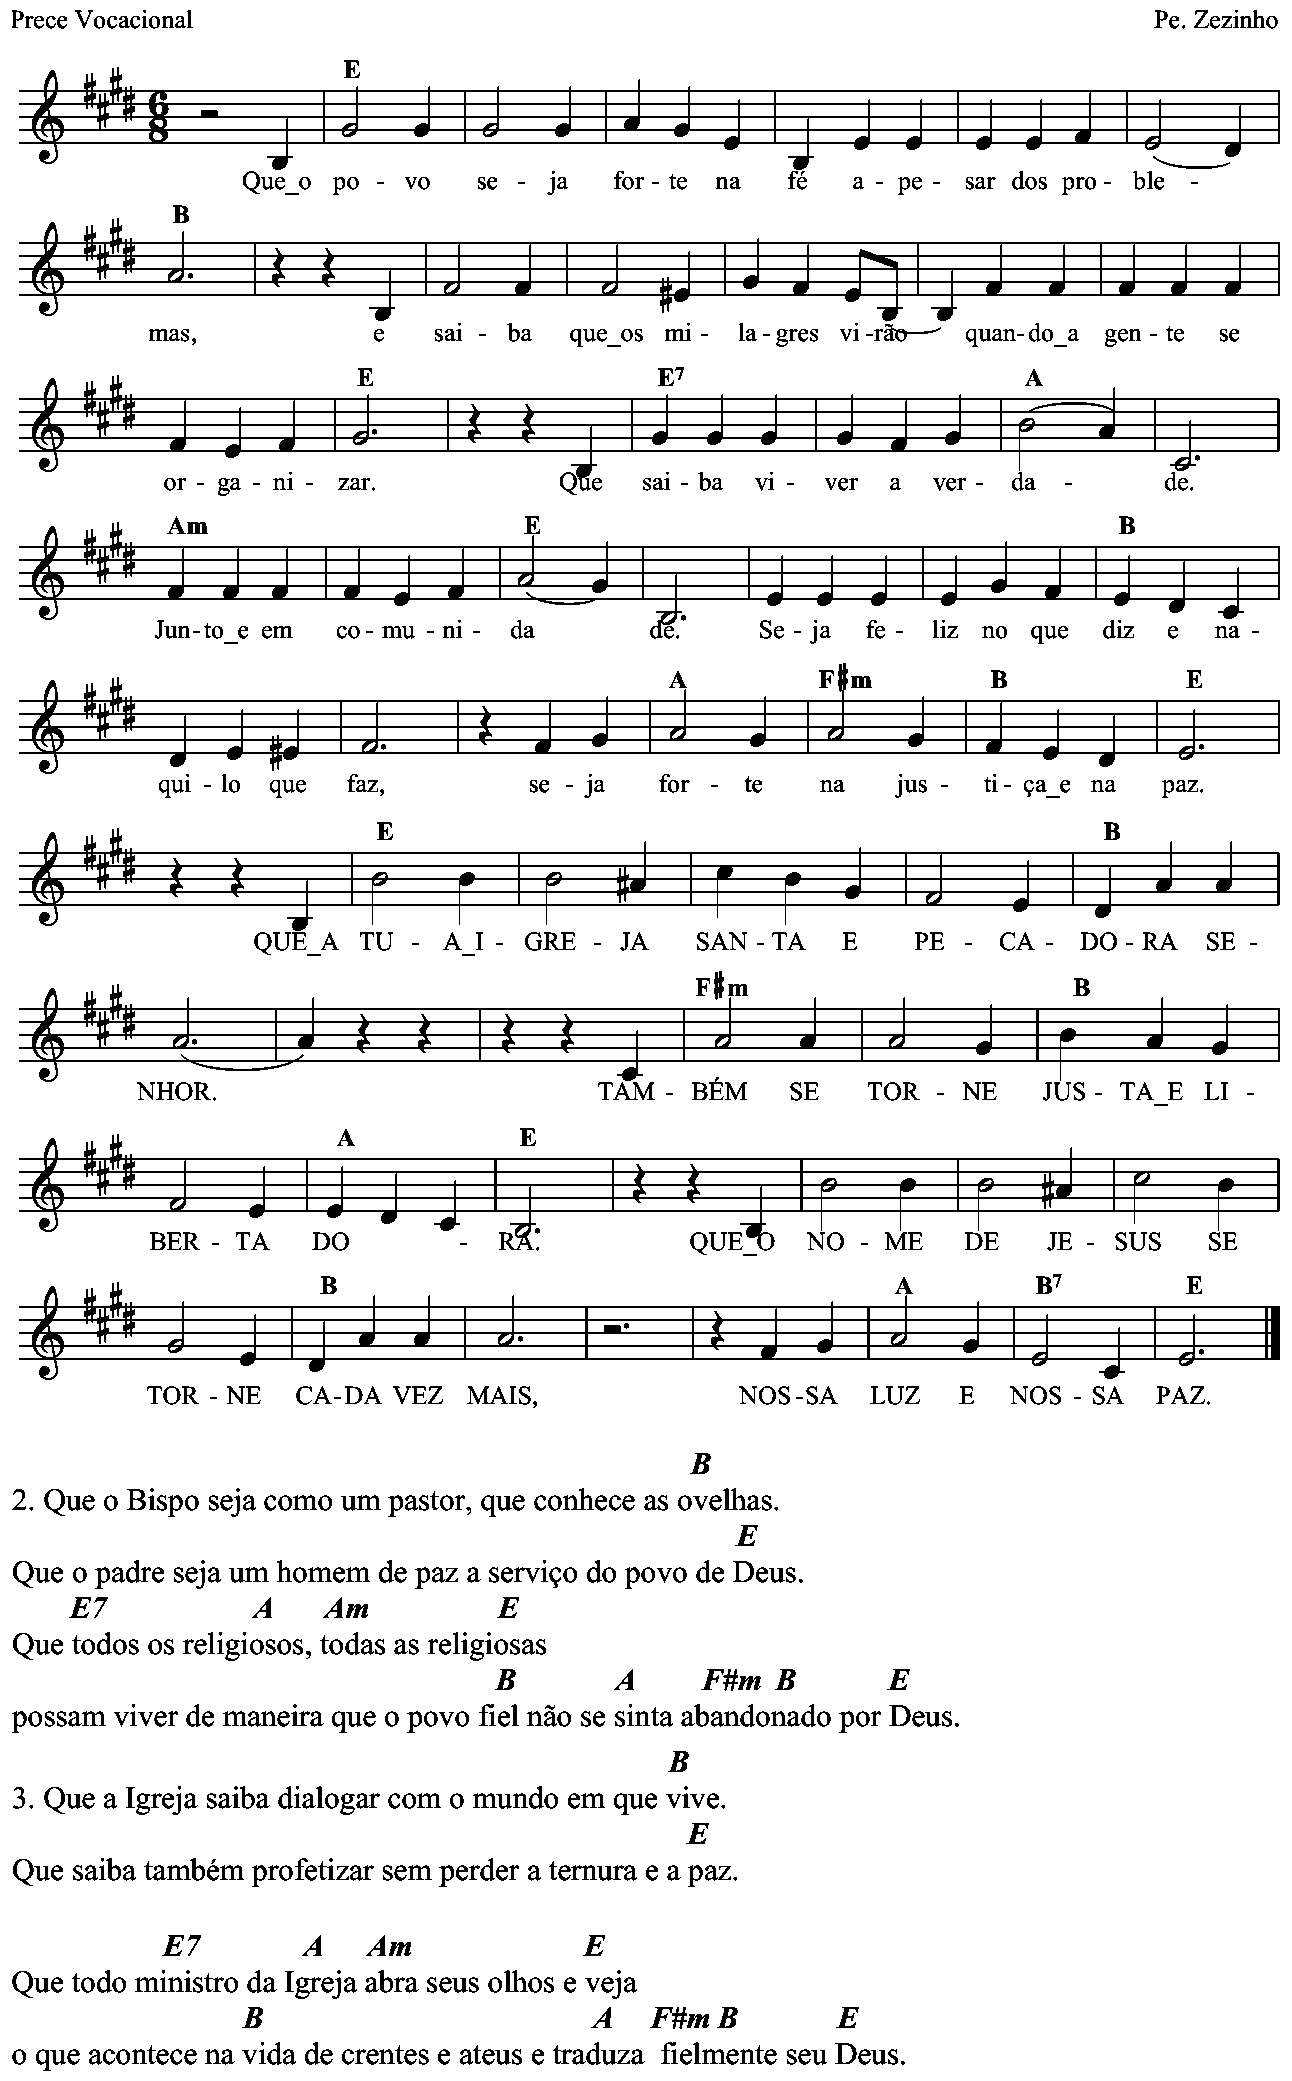 Prece Vocacional Pe. Zezinho
E
6
8
Que_o po - vo se - ja for - te na fé a - pe - sar dos pro - ble -
B
mas, e sai - ba que_os mi - la - gres vi - rão quan - do_a gen - te se
E E7 A
or - ga - ni - zar. Que sai - ba vi - ver a ver - da - de.
Am E B
Jun - to_e em co - mu - ni - da de. Se - ja fe - liz no que diz e na -
A F#m B E
qui - lo que faz, se - ja for - te na jus - ti - ça_e na paz.
E B
QUE_A TU - A_I - GRE - JA SAN - TA E PE - CA - DO - RA SE -
F#m B
NHOR. TAM - BÉM SE TOR - NE JUS - TA_E LI -
A E
BER - TA DO - RA. QUE_O NO - ME DE JE - SUS SE
B A B7 E
TOR - NE CA - DA VEZ MAIS, NOS - SA LUZ E NOS - SA PAZ.
B
2. Que o Bispo seja como um pastor, que conhece as ovelhas.
E
Que o padre seja um homem de paz a serviço do povo de Deus.
E7 A Am E
Que todos os religiosos, todas as religiosas
B A F#m B E
possam viver de maneira que o povo fiel não se sinta abandonado por Deus.
B
3. Que a Igreja saiba dialogar com o mundo em que vive.
E
Que saiba também profetizar sem perder a ternura e a paz.
E7 A Am E
Que todo ministro da Igreja abra seus olhos e veja
B A F#m B E
o que acontece na vida de crentes e ateus e traduza fielmente seu Deus.